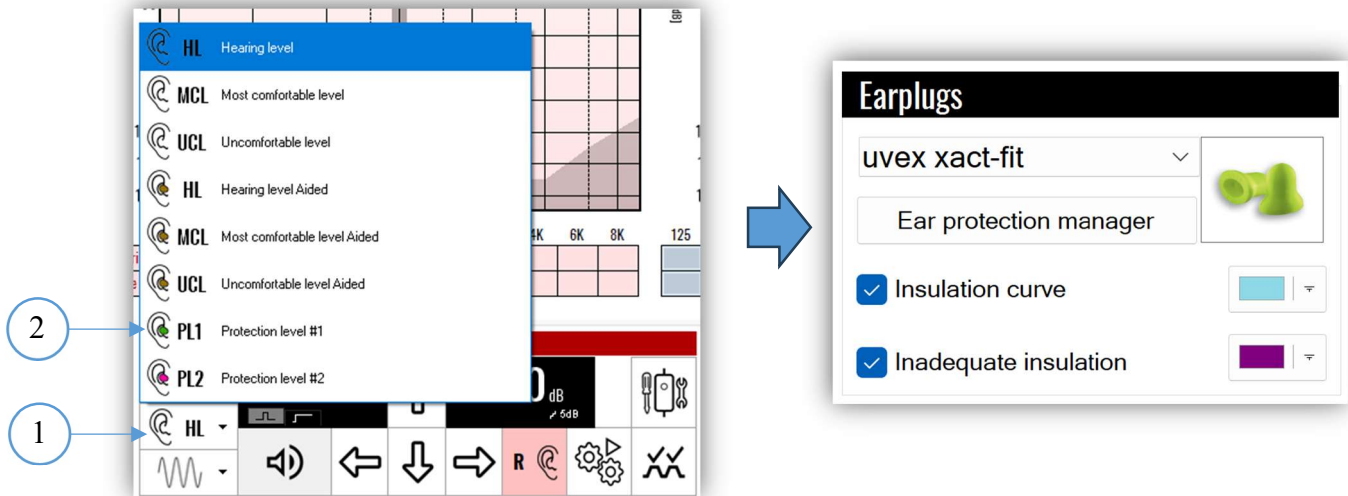 [dB]
HL Hearing level
MCL Most comfortable level
UCL Uncomfortable level
HL Hearing level Aided
MCL Most comfortable level Aided
UCL Uncomfortable level Aided
PL1 Protection level #1
PL2 Protection level #2
4K 6K 8K 125
dB
5dB
HL
R
2
1
Earplugs
uvex xact-fit
Ear protection manager
Insulation curve
Inadequate insulation